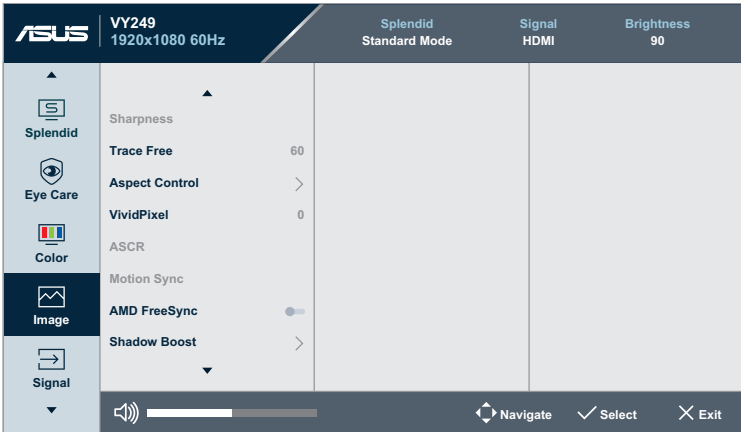 ASUS
VY249
1920x1080 60Hz
Splendid
Standard Mode
Signal
HDMI
Brightness
90
Splendid
Eye Care
Color
Image
Signal
Sharpness
Trace Free 60
Aspect Control
VividPixel 0
ASCR
Motion Sync
AMD FreeSync
Shadow Boost
Navigate Select Exit